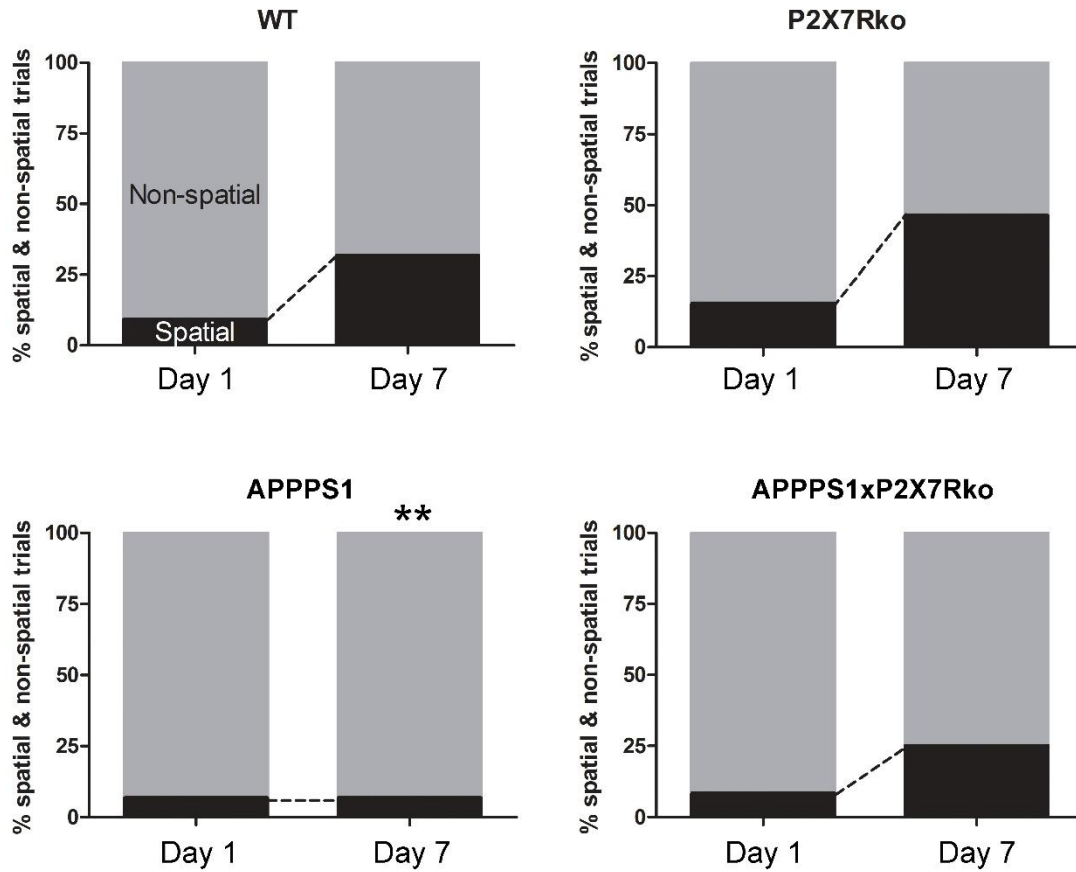 WT
% spatial & non-spatial trials
100
75
50
25
0
Non-spatial
Spatial
Day 1
Day 7
P2X7Rko
% spatial & non-spatial trials
100
75
50
25
0
Day 1
Day 7
APPPS1
**
% spatial & non-spatial trials
100
75
50
25
0
Day 1
Day 7
APPPS1xP2X7Rko
% spatial & non-spatial trials
100
75
50
25
0
Day 1
Day 7